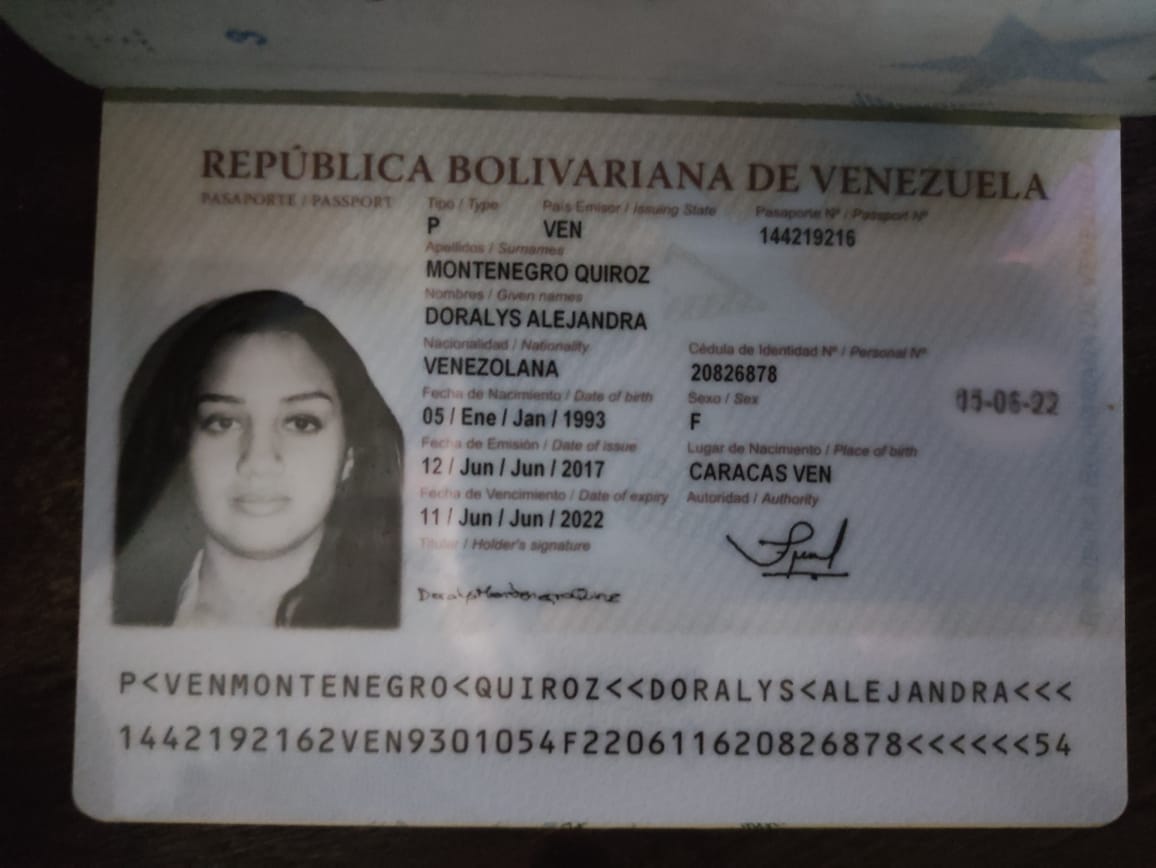 REPÚBLICA BOLIVARIANA DE VENEZUELA
PASAPORTE / PASSPORT
Tipo / Type País Emisor / Issuing State Pasaporte Nº / Passport Nº
P VEN 144219216
Apellidos / Surnames
MONTENEGRO QUIROZ
Nombres / Given names
DORALYS ALEJANDRA
Nacionalidad / Nationality Cédula de Identidad Nº / Personal Nº
VENEZOLANA 20826878
Fecha de Nacimiento / Date of birth Sexo / Sex
05 / Ene / Jan / 1993 F
Fecha de Emisión / Date of issue Lugar de Nacimiento / Place of birth
12 / Jun / Jun / 2017 CARACAS VEN
Fecha de Vencimiento / Date of expiry Autoridad / Authority
11 / Jun / Jun / 2022
Titular / Holder's signature
P<VENMONTENEGRO<QUIROZ<<DORALYS<ALEJANDRA<<<
1442192162VEN9301054F220611620826878<<<<<<54